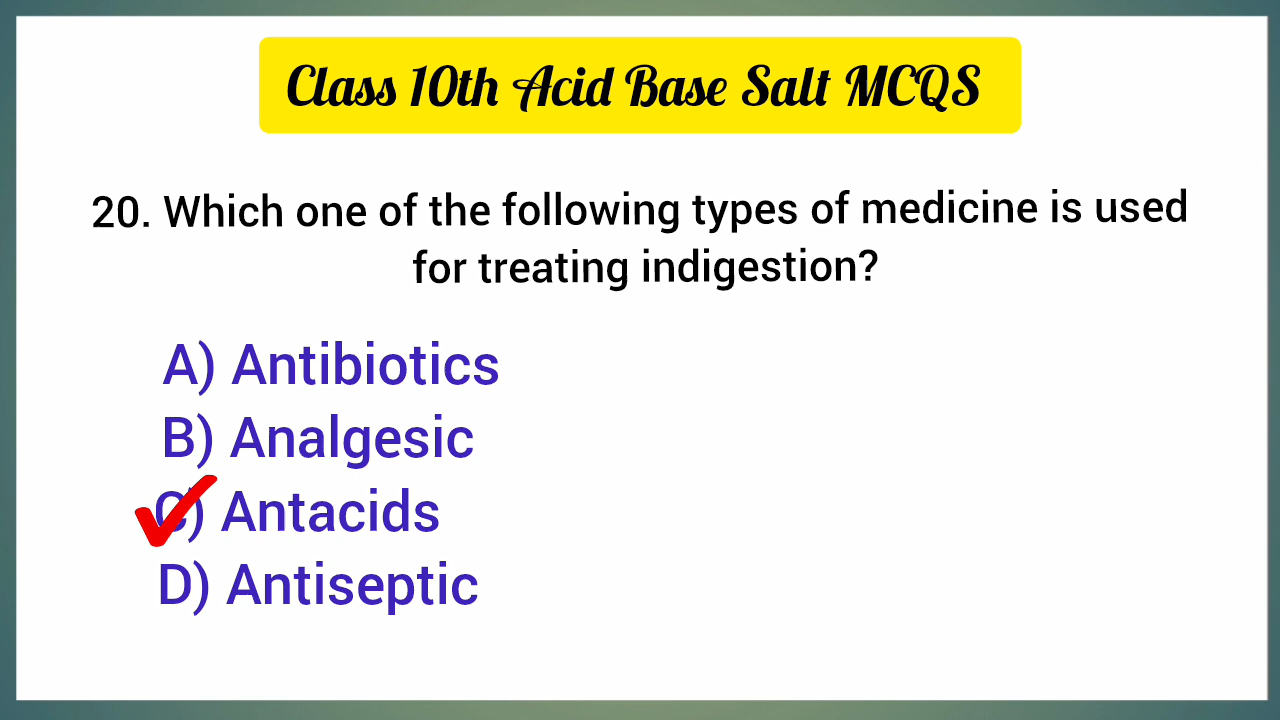 Class 10th Acid Base Salt MCQS
20. Which one of the following types of medicine is used
for treating indigestion?
A) Antibiotics
B) Analgesic
C) Antacids
D) Antiseptic